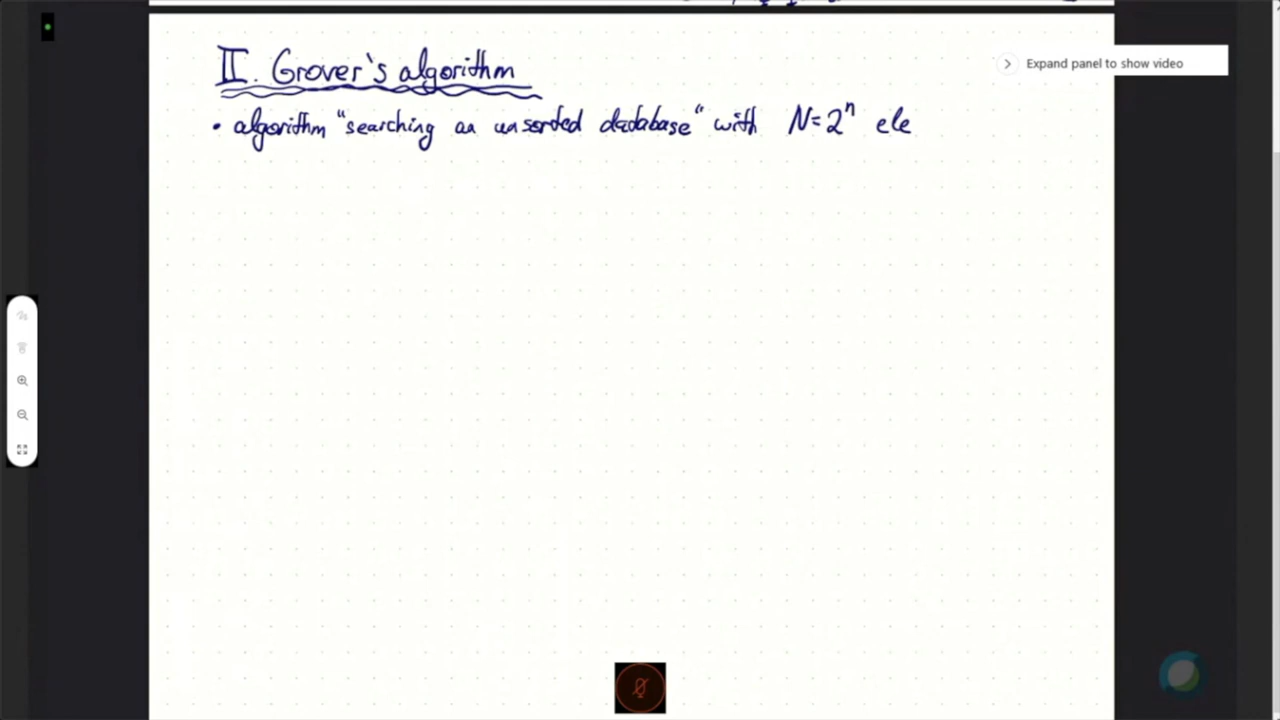 II. Grover's algorithm
Expand panel to show video
• algorithm "searching an unsorted database" with N=2ⁿ ele